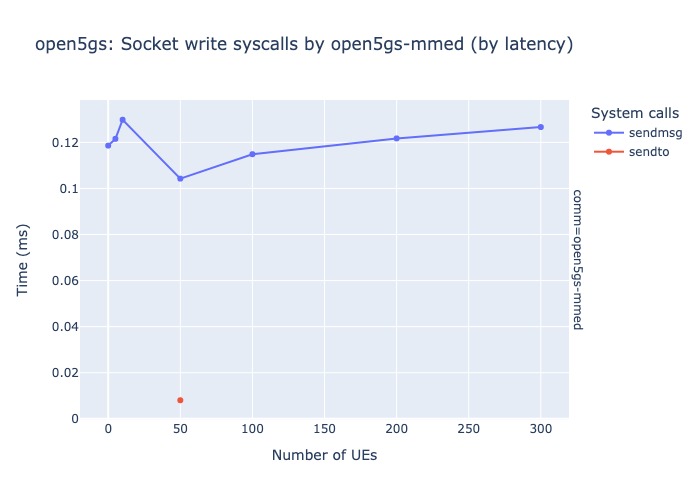 open5gs: Socket write syscalls by open5gs-mmed (by latency)
System calls
sendmsg
sendto
0.12
0.1
0.08
0.06
0.04
0.02
0
Time (ms)
comm=open5gs-mmed
0 50 100 150 200 250 300
Number of UEs